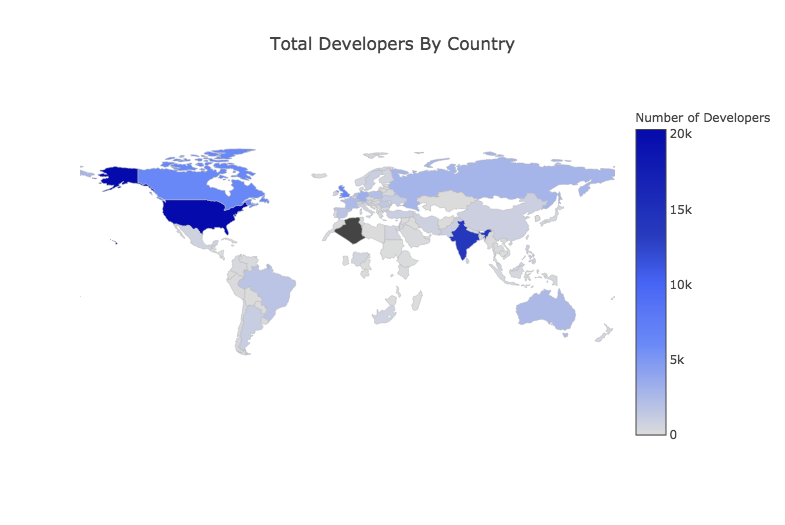 Total Developers By Country
Number of Developers
20k
15k
10k
5k
0